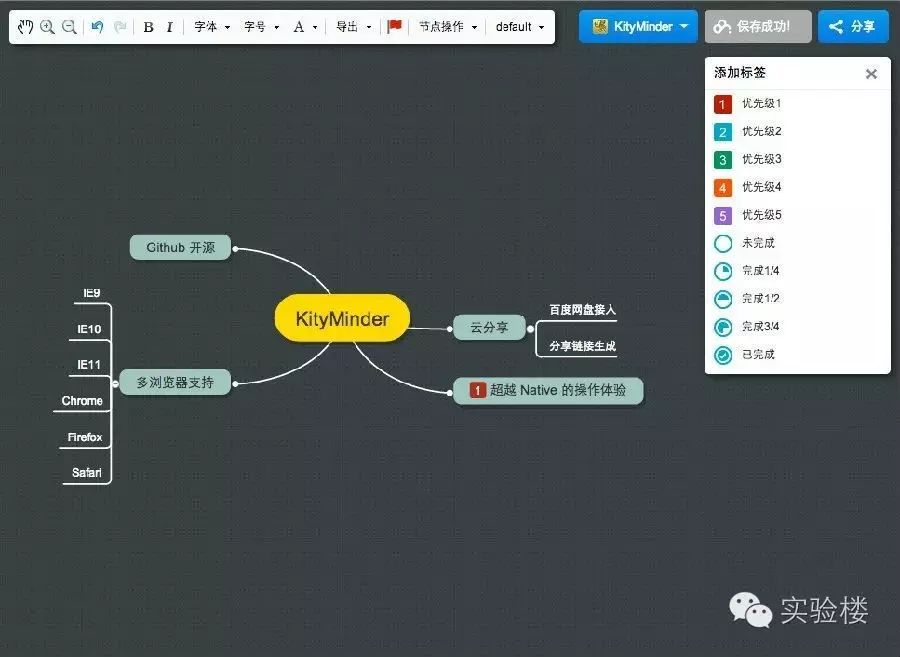 B I 字体 字号 A 导出 节点操作 default
KityMinder
保存成功!
分享
添加标签
1 优先级1
2 优先级2
3 优先级3
4 优先级4
5 优先级5
未完成
完成1/4
完成1/2
完成3/4
已完成
Github 开源
KityMinder
多浏览器支持
IE9
IE10
IE11
Chrome
Firefox
Safari
云分享
百度网盘接入
分享链接生成
1 超越 Native 的操作体验
实验楼